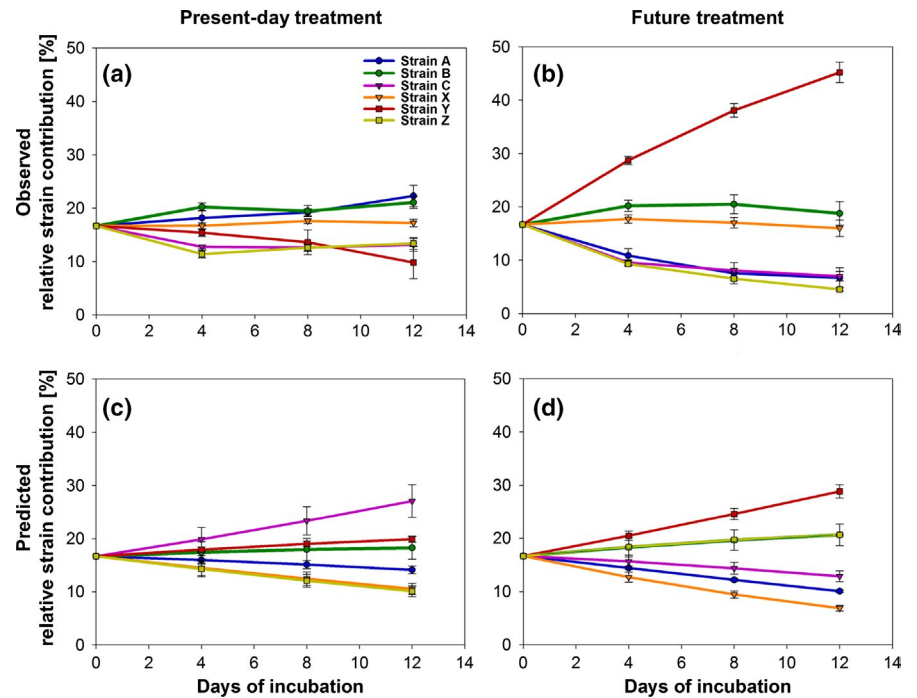 Present-day treatment
Future treatment
Observed
relative strain contribution [%]
(a)
50
40
30
20
10
0
0 2 4 6 8 10 12 14
Strain A
Strain B
Strain C
Strain X
Strain Y
Strain Z
(b)
50
40
30
20
10
0
0 2 4 6 8 10 12 14
Predicted
relative strain contribution [%]
(c)
50
40
30
20
10
0
0 2 4 6 8 10 12 14
Days of incubation
(d)
50
40
30
20
10
0
0 2 4 6 8 10 12 14
Days of incubation